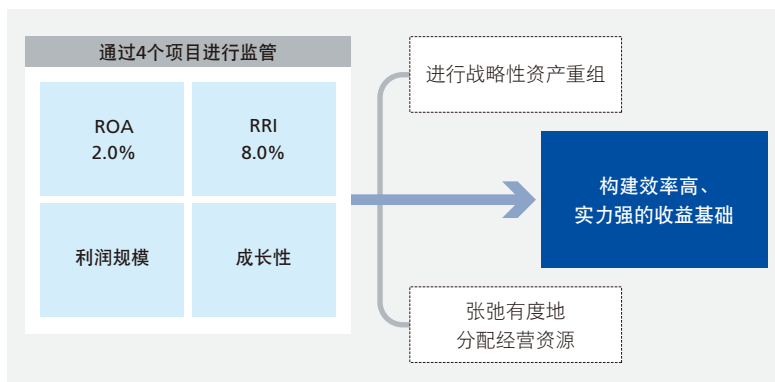 通过4个项目进行监管
ROA
2.0%
RRI
8.0%
利润规模
成长性
进行战略性资产重组
构建效率高、
实力强的收益基础
张弛有度地
分配经营资源